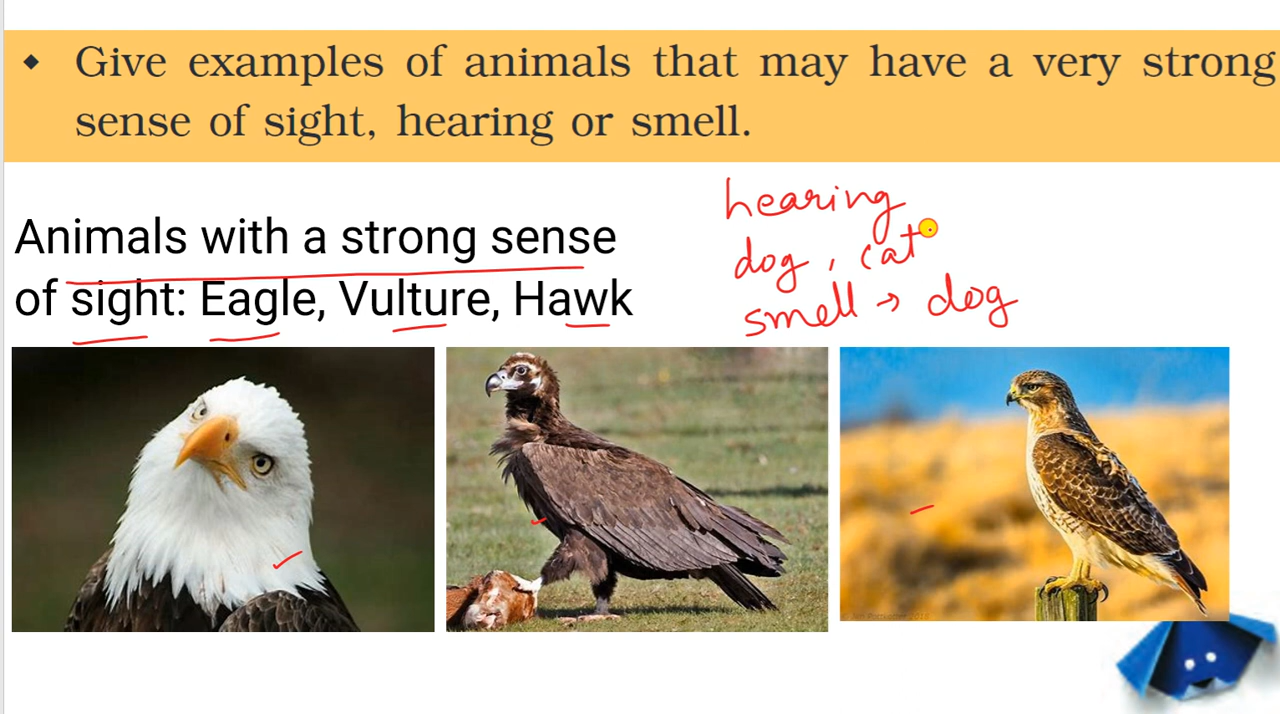 ◆ Give examples of animals that may have a very strong
sense of sight, hearing or smell.
Animals with a strong sense
of sight: Eagle, Vulture, Hawk
hearing
dog, cat
smell → dog